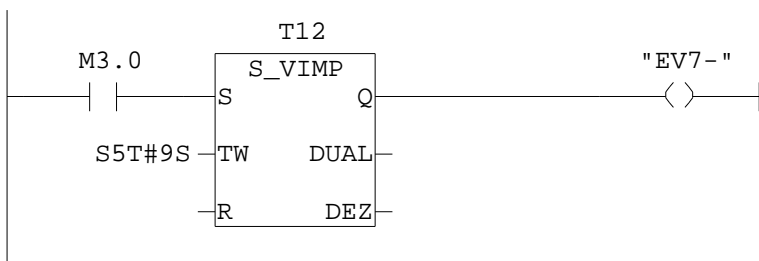 T12
M3.0 S_VIMP "EV7-"
S Q
S5T#9S TW DUAL
R DEZ